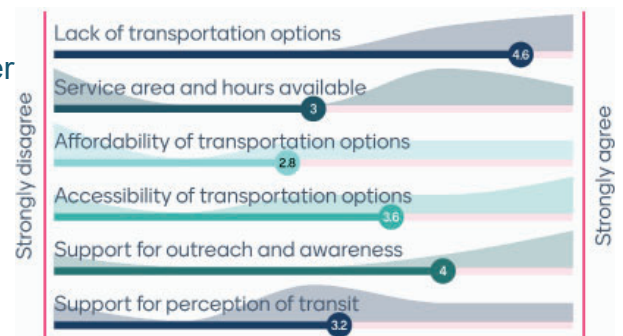 er
Strongly disagree
Lack of transportation options
4.6
Service area and hours available
3
Affordability of transportation options
2.8
Accessibility of transportation options
3.6
Support for outreach and awareness
4
Support for perception of transit
3.2
Strongly agree